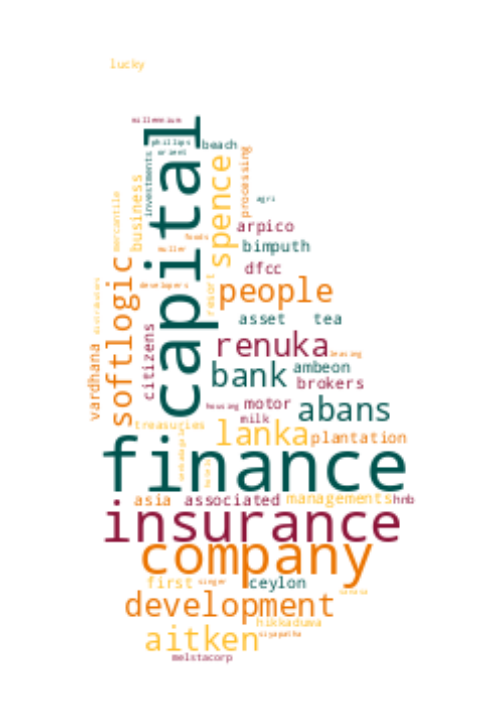 lucky
millennium
capital
phillips
orient
beach
investments
business
mercantile
spence
processing
agri
arpico
foods
muller
bimputh
dfcc
developers
resort
people
softlogic
distributors
vardhana
citizens
asset
tea
renuka
leasing
bank
ambeon
brokers
housing
motor
abans
milk
treasuries
lanka
plantation
finance
asia
associated
managements
hnb
insurance
company
first
singer
ceylon
development
hikkaduwa
siyapatha
aitken
melstacorp